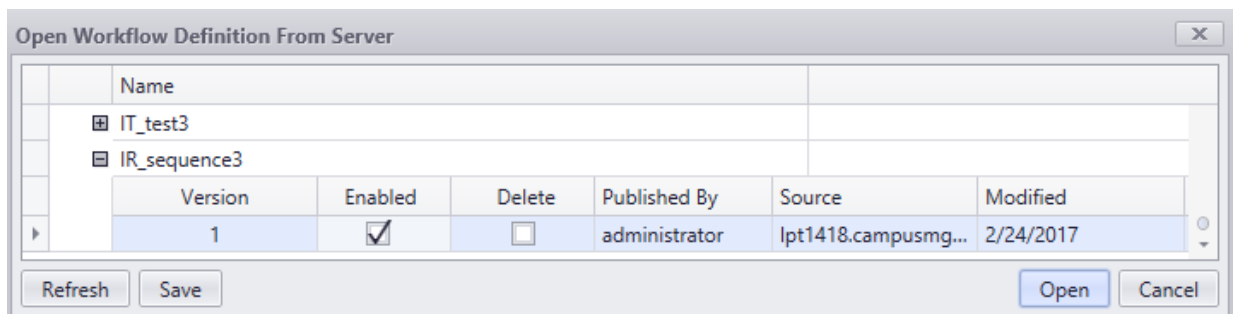 Open Workflow Definition From Server
Name
IT_test3
IR_sequence3
Version Enabled Delete Published By Source Modified
1 administrator lpt1418.campusmg... 2/24/2017
Refresh Save Open Cancel